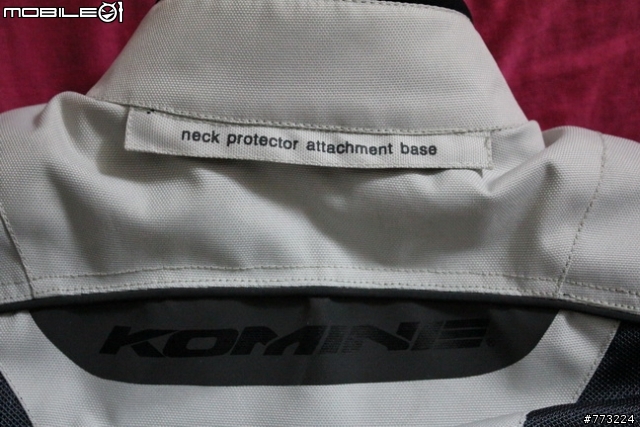 MOBILE01
neck protector attachment base
KOMINE
#773224